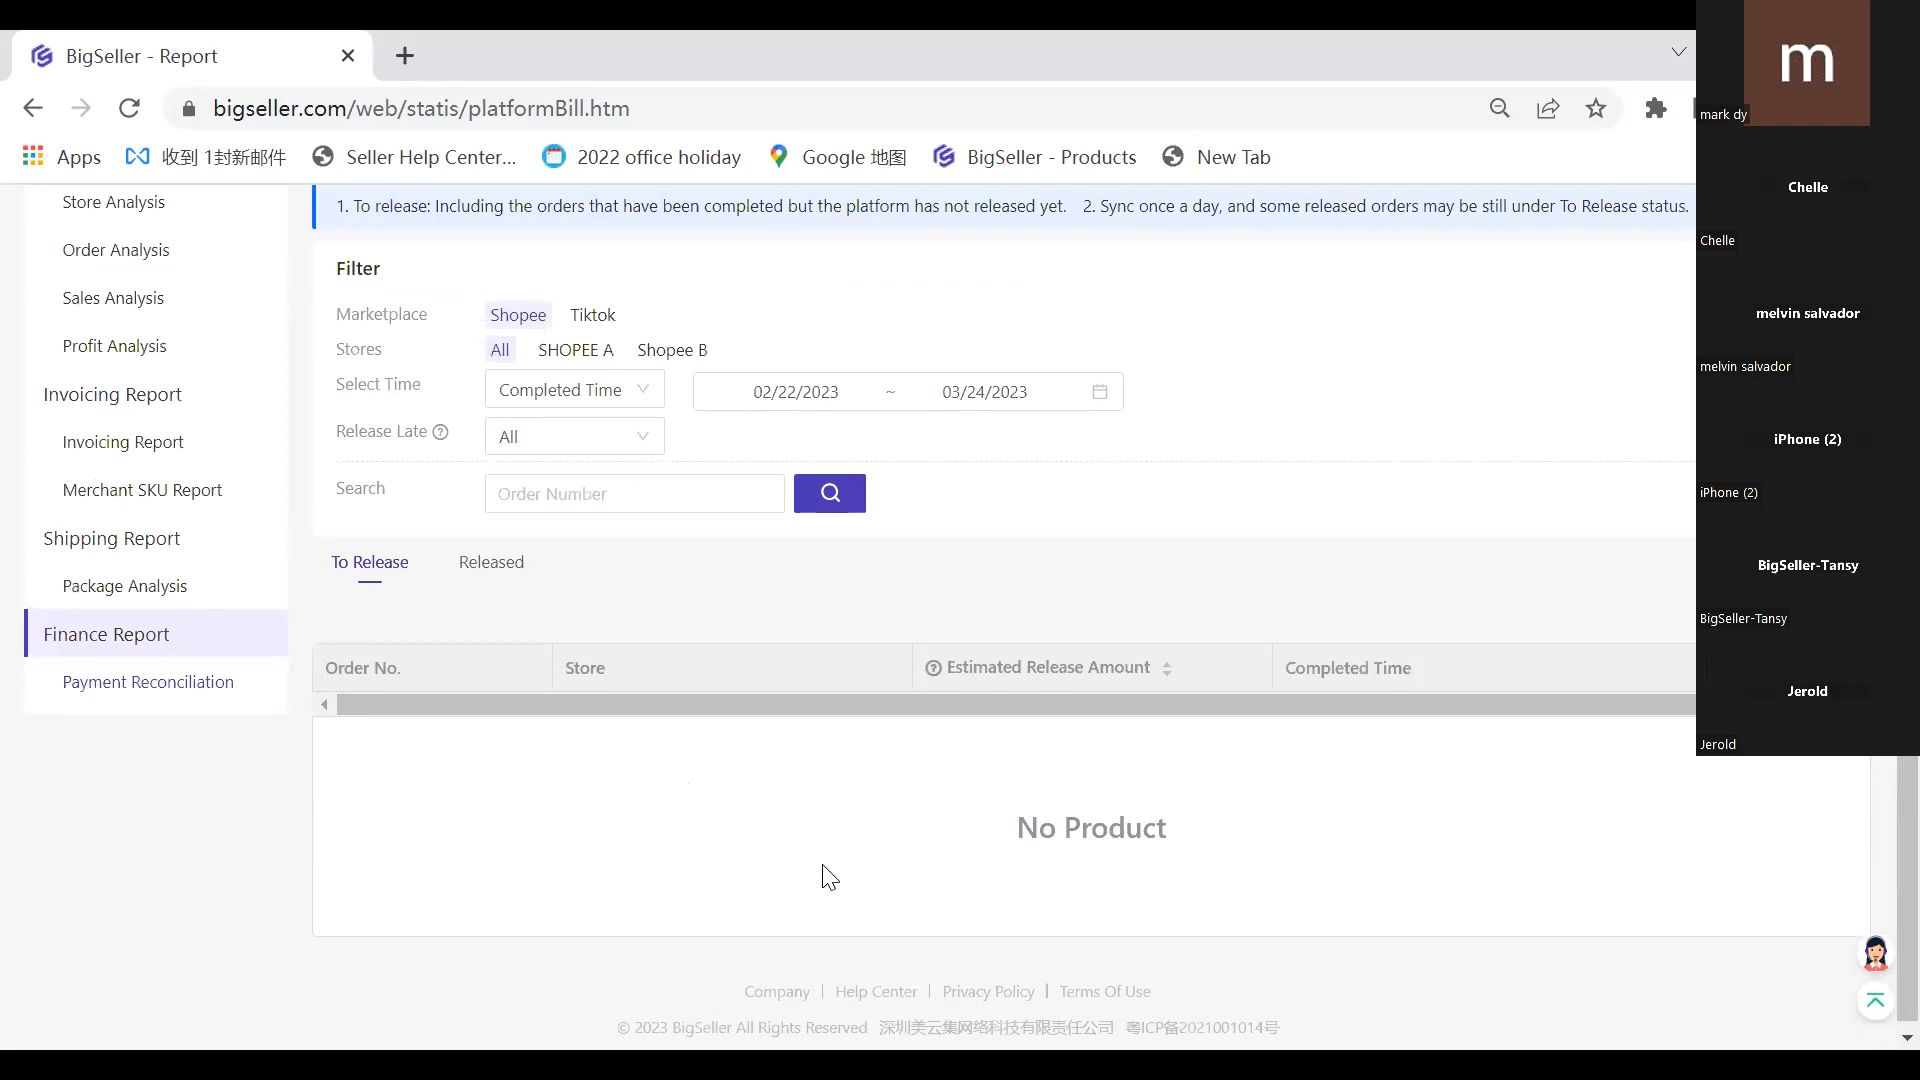 BigSeller - Report
bigseller.com/web/statis/platformBill.htm
Apps 收到 1封新邮件 Seller Help Center... 2022 office holiday Google 地图 BigSeller - Products New Tab
Store Analysis
Order Analysis
Sales Analysis
Profit Analysis
Invoicing Report
Invoicing Report
Merchant SKU Report
Shipping Report
Package Analysis
Finance Report
Payment Reconciliation
1. To release: Including the orders that have been completed but the platform has not released yet. 2. Sync once a day, and some released orders may be still under To Release status.
Filter
Marketplace Shopee Tiktok
Stores All SHOPEE A Shopee B
Select Time Completed Time 02/22/2023 ~ 03/24/2023
Release Late All
Search Order Number
To Release Released
Order No. Store Estimated Release Amount Completed Time
No Product
Company | Help Center | Privacy Policy | Terms Of Use
© 2023 BigSeller All Rights Reserved 深圳美云集网络科技有限责任公司 粤ICP备2021001014号
m
mark dy
Chelle
Chelle
melvin salvador
melvin salvador
iPhone (2)
iPhone (2)
BigSeller-Tansy
BigSeller-Tansy
Jerold
Jerold